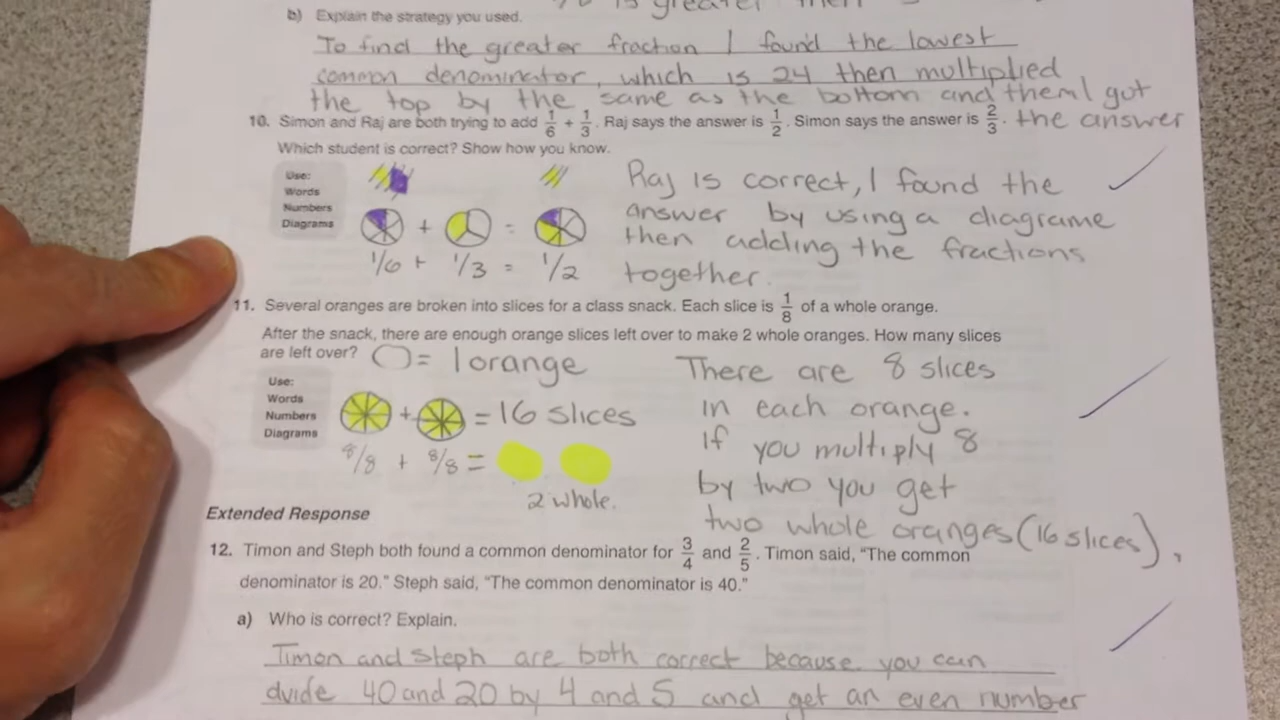 is greater then
b) Explain the strategy you used.
To find the greater fraction I found the lowest
common denominator, which is 24 then multiplied
the top by the same as the bottom and then I got
the answer
10. Simon and Raj are both trying to add 1/6 + 1/3. Raj says the answer is 1/2. Simon says the answer is 2/3.
Which student is correct? Show how you know.
Use:
Words
Numbers
Diagrams
+ =
1/6 + 1/3 = 1/2
Raj is correct, I found the
answer by using a diagrame
then adding the fractions
together.
11. Several oranges are broken into slices for a class snack. Each slice is 1/8 of a whole orange.
After the snack, there are enough orange slices left over to make 2 whole oranges. How many slices
are left over?
= 1 orange
Use:
Words
Numbers
Diagrams
+ = 16 slices
8/8 + 8/8 =
2 whole.
There are 8 slices
in each orange.
If you multiply 8
by two you get
two whole oranges (16 slices).
Extended Response
12. Timon and Steph both found a common denominator for 3/4 and 2/5. Timon said, “The common
denominator is 20.” Steph said, “The common denominator is 40.”
a) Who is correct? Explain.
Timon and Steph are both correct because you can
dvide 40 and 20 by 4 and 5 and get an even number